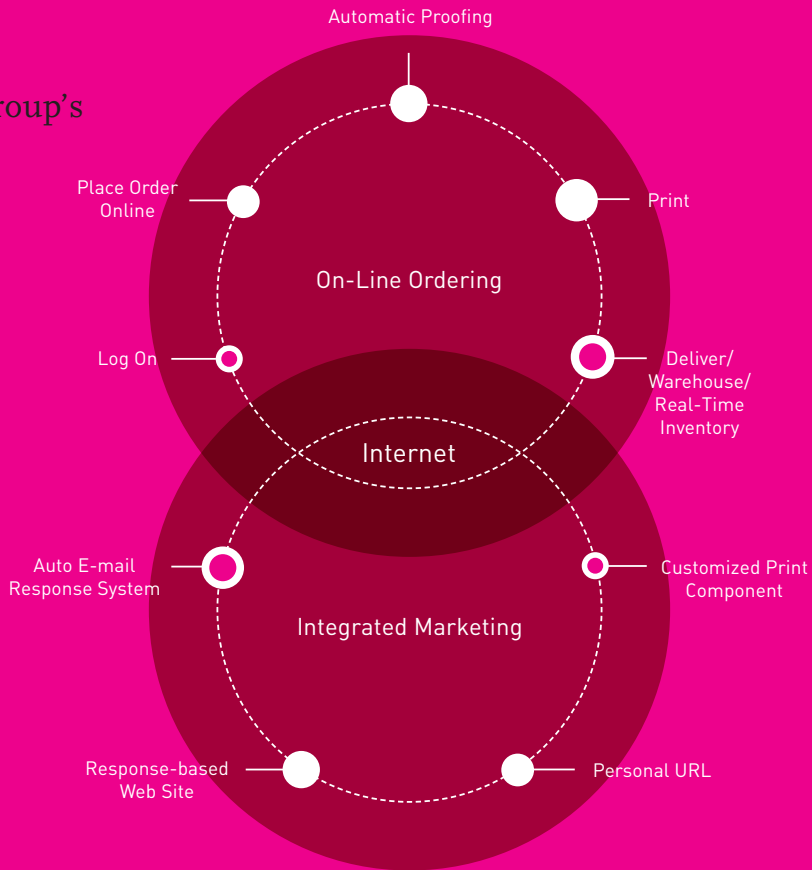 Automatic Proofing
Place Order
Online
Print
On-Line Ordering
Log On
Deliver/
Warehouse/
Real-Time
Inventory
Internet
Auto E-mail
Response System
Customized Print
Component
Integrated Marketing
Response-based
Web Site
Personal URL